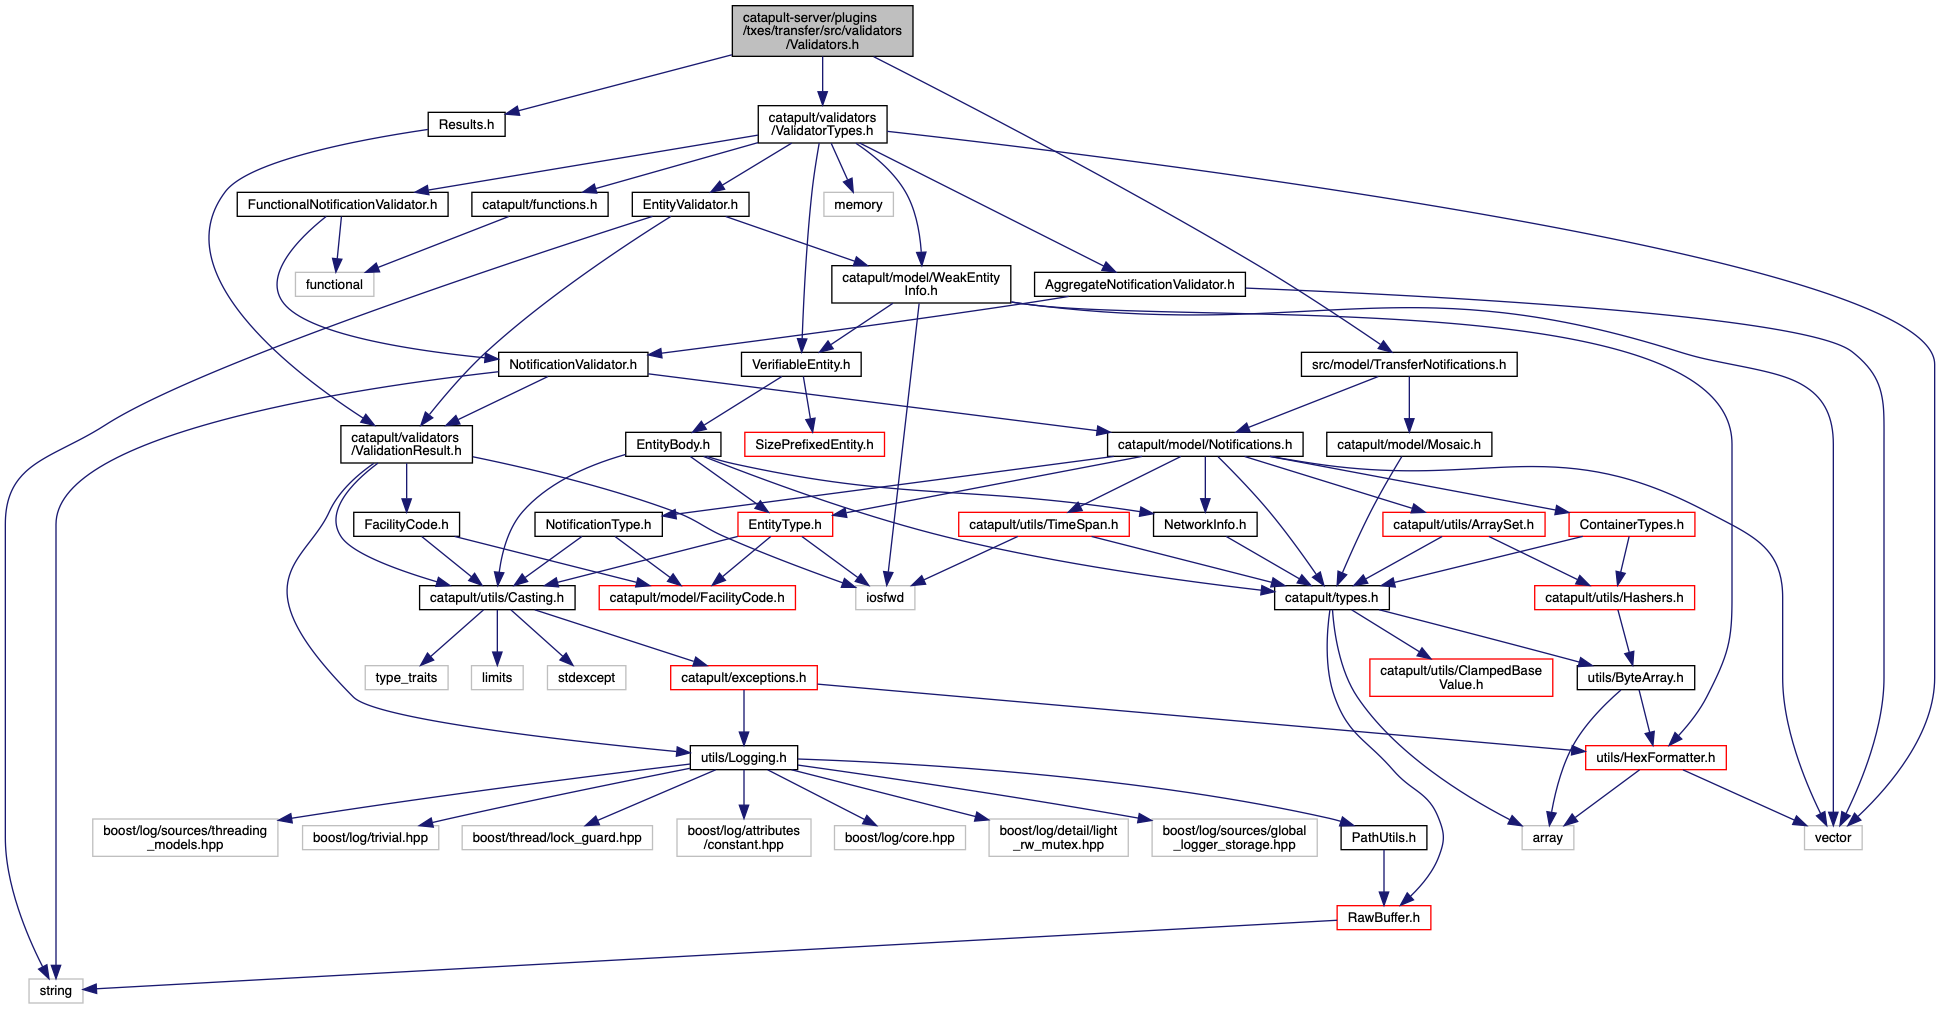 catapult-server/plugins
/txes/transfer/src/validators
/Validators.h
Results.h
catapult/validators
/ValidatorTypes.h
FunctionalNotificationValidator.h
catapult/functions.h
EntityValidator.h
memory
functional
catapult/model/WeakEntity
Info.h
AggregateNotificationValidator.h
NotificationValidator.h
VerifiableEntity.h
src/model/TransferNotifications.h
catapult/validators
/ValidationResult.h
EntityBody.h
SizePrefixedEntity.h
catapult/model/Notifications.h
catapult/model/Mosaic.h
FacilityCode.h
NotificationType.h
EntityType.h
catapult/utils/TimeSpan.h
NetworkInfo.h
catapult/utils/ArraySet.h
ContainerTypes.h
catapult/utils/Casting.h
catapult/model/FacilityCode.h
iosfwd
catapult/types.h
catapult/utils/Hashers.h
type_traits
limits
stdexcept
catapult/exceptions.h
catapult/utils/ClampedBase
Value.h
utils/ByteArray.h
utils/Logging.h
utils/HexFormatter.h
boost/log/sources/threading
_models.hpp
boost/log/trivial.hpp
boost/thread/lock_guard.hpp
boost/log/attributes
/constant.hpp
boost/log/core.hpp
boost/log/detail/light
_rw_mutex.hpp
boost/log/sources/global
_logger_storage.hpp
PathUtils.h
array
vector
RawBuffer.h
string